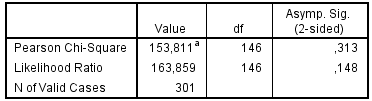 Value df Asymp. Sig. (2-sided)
Pearson Chi-Square 153,811a 146 ,313
Likelihood Ratio 163,859 146 ,148
N of Valid Cases 301